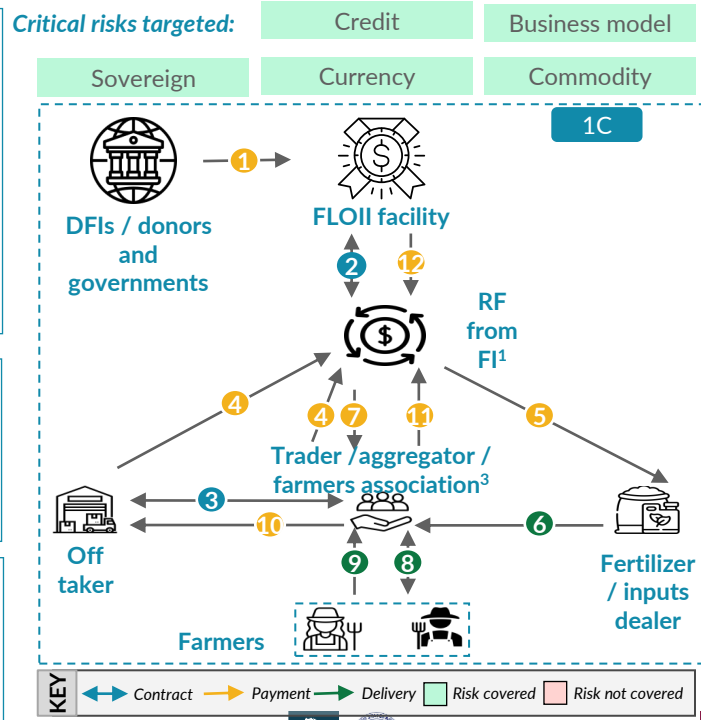 Critical risks targeted:
Credit
Business model
Sovereign
Currency
Commodity
1C
1
DFIs / donors
and
governments
FLOII facility
2
12
RF
from
FI¹
$
$
4
4
7
11
5
Trader /aggregator /
farmers association³
3
10
6
Off
taker
9
8
Fertilizer
/ inputs
dealer
Farmers
KEY
Contract
Payment
Delivery
Risk covered
Risk not covered